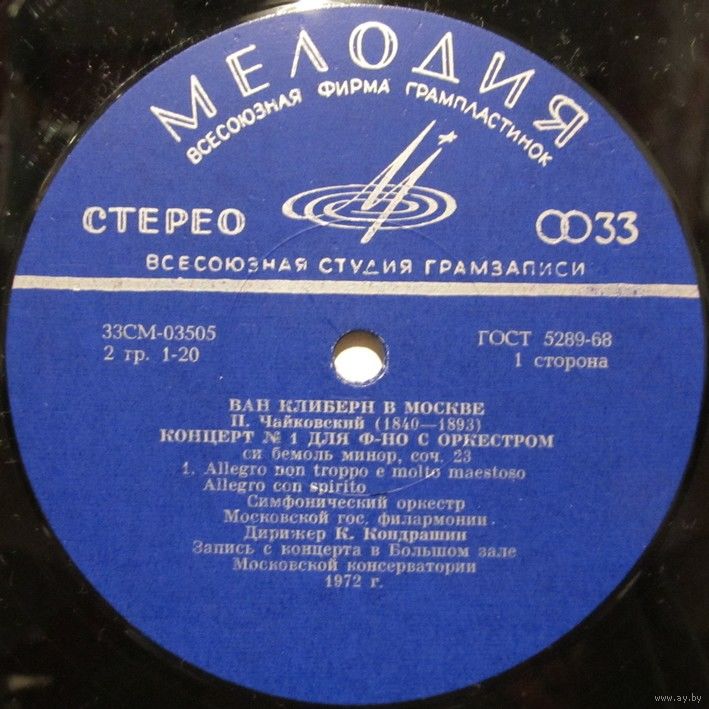 МЕЛОДИЯ
ВСЕСОЮЗНАЯ ФИРМА ГРАМПЛАСТИНОК
СТЕРЕО
33
ВСЕСОЮЗНАЯ СТУДИЯ ГРАМЗАПИСИ
33СМ-03505
ГОСТ 5289-68
2 гр. 1-20
1 сторона
ВАН КЛИБЕРН В МОСКВЕ
П. Чайковский (1840—1893)
КОНЦЕРТ № 1 ДЛЯ Ф-НО С ОРКЕСТРОМ
си бемоль минор, соч. 23
1. Allegro non troppo e molto maestoso
Allegro con spirito
Симфонический оркестр
Московской гос. филармонии
Дирижер К. Кондрашин
Запись с концерта в Большом зале
Московской консерватории
1972 г.
www.ay.by